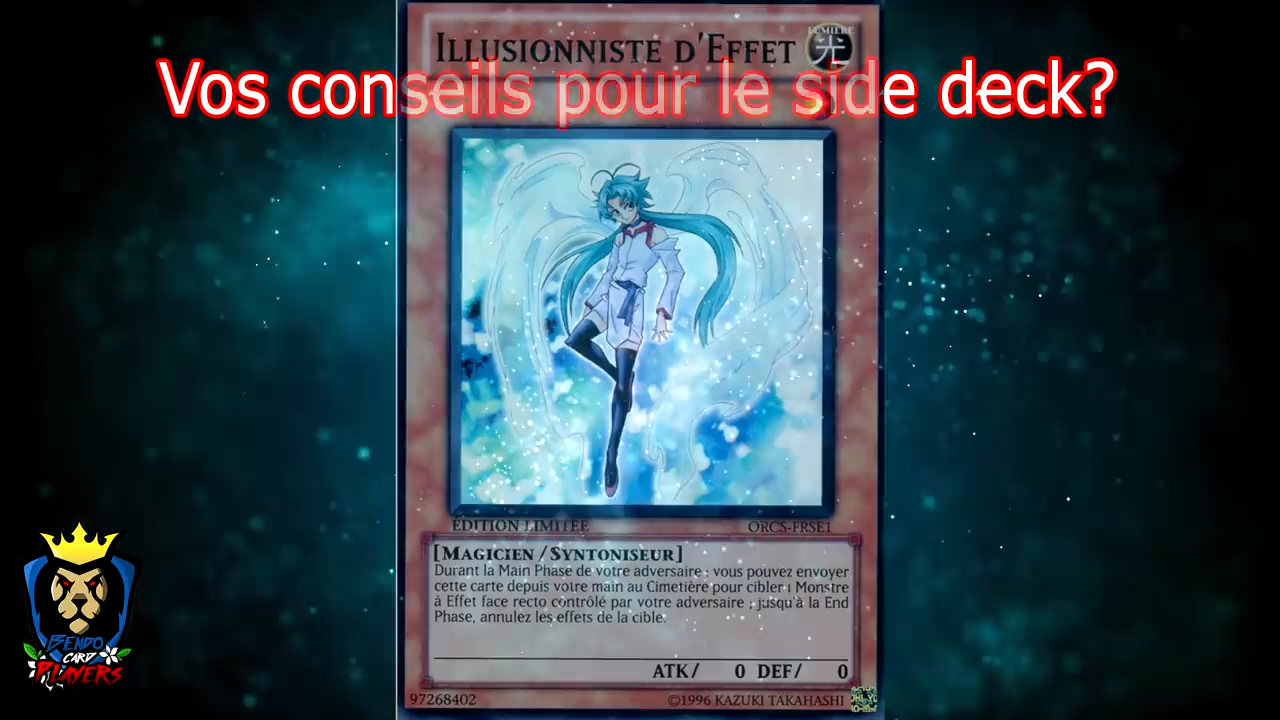 ILLUSIONNISTE D'EFFET
LUMIÈRE
光
Vos conseils pour le side deck?
ÉDITION LIMITÉE
ORCS-FRSE1
[MAGICIEN / SYNTONISEUR]
Durant la Main Phase de votre adversaire : vous pouvez envoyer
cette carte depuis votre main au Cimetière pour cibler 1 Monstre
à Effet face recto contrôlé par votre adversaire ; jusqu'à la End
Phase, annulez les effets de la cible.
ATK/ 0 DEF/ 0
97268402
©1996 KAZUKI TAKAHASHI
BENDO
CARD
PLAYERS